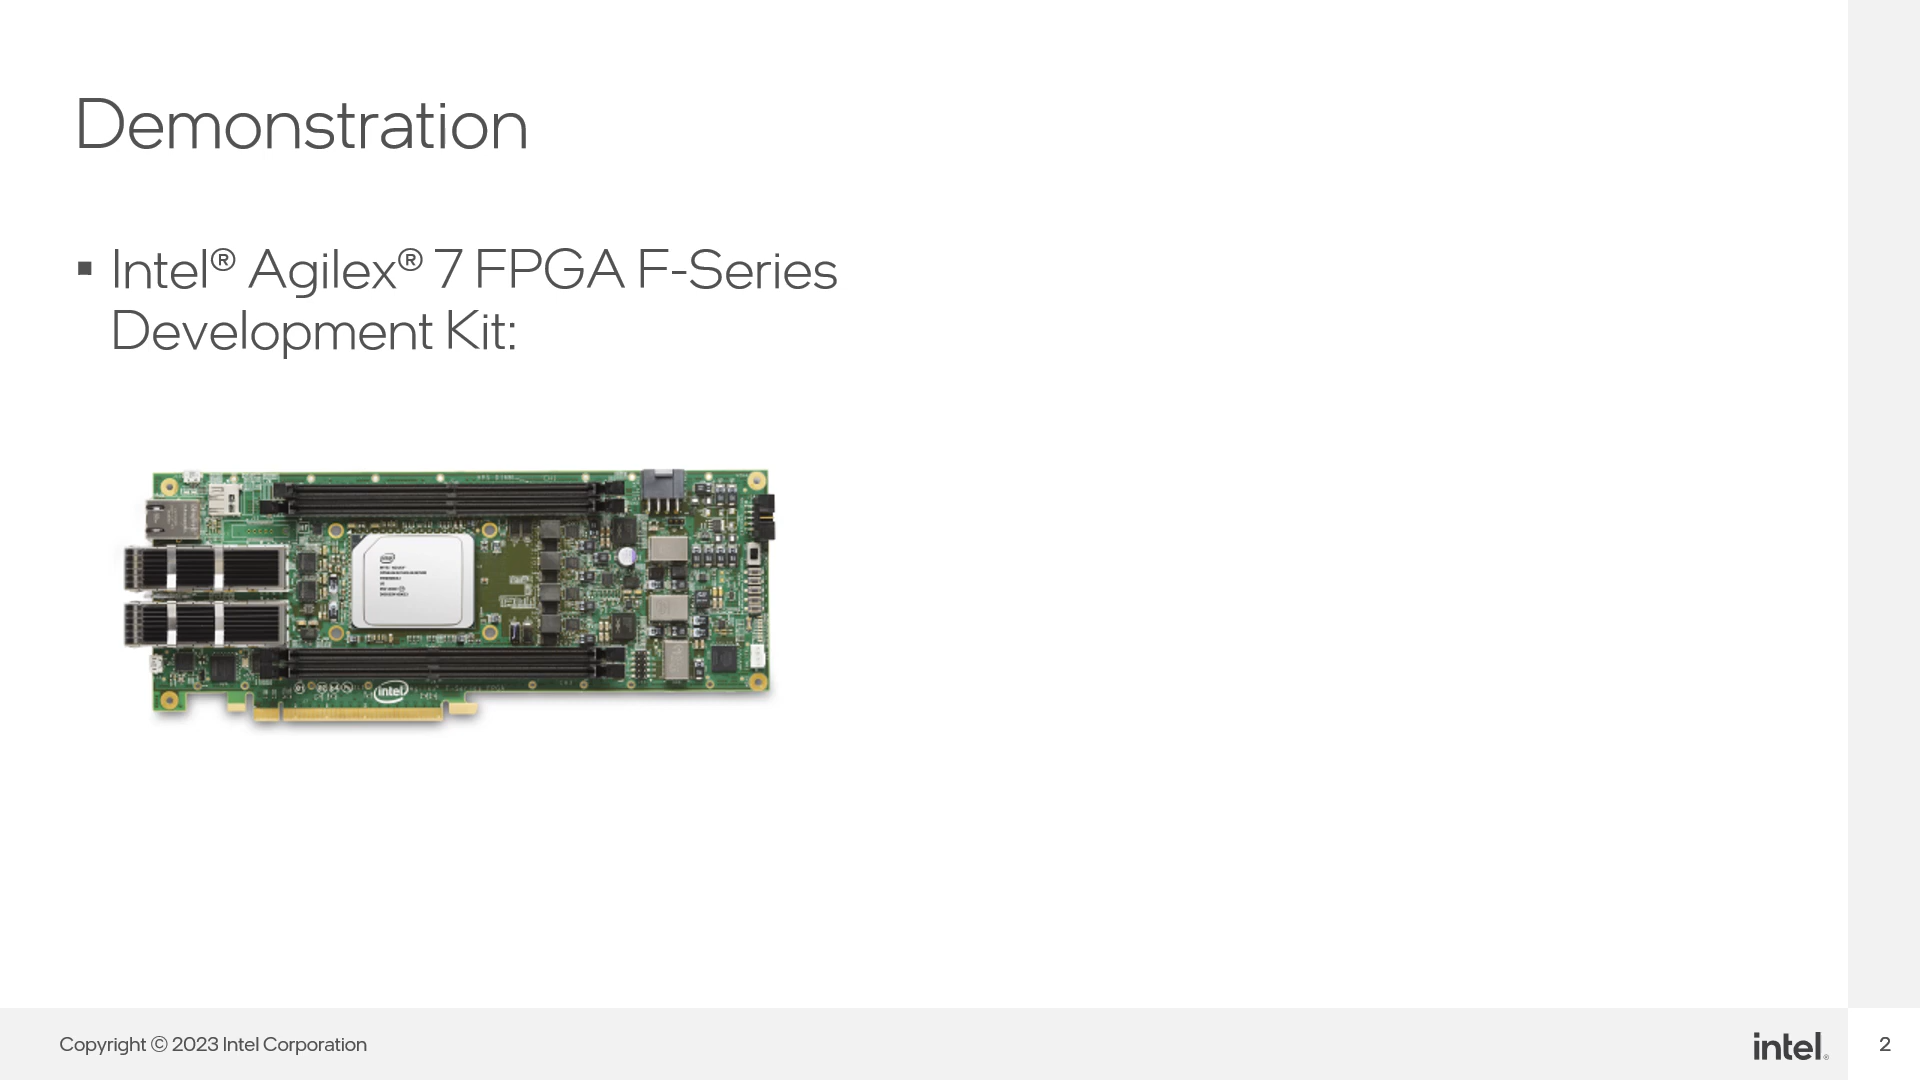 Demonstration
▪ Intel® Agilex® 7 FPGA F-Series
Development Kit:
intel
intel
Copyright © 2023 Intel Corporation
intel.
2